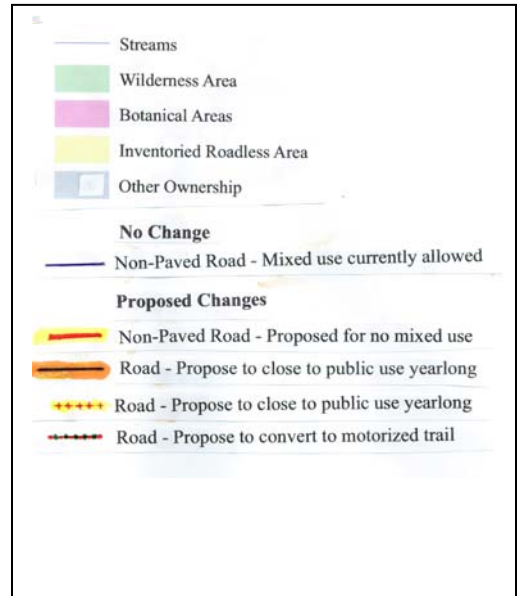 Streams
Wilderness Area
Botanical Areas
Inventoried Roadless Area
Other Ownership
No Change
Non-Paved Road - Mixed use currently allowed
Proposed Changes
Non-Paved Road - Proposed for no mixed use
Road - Propose to close to public use yearlong
Road - Propose to close to public use yearlong
Road - Propose to convert to motorized trail